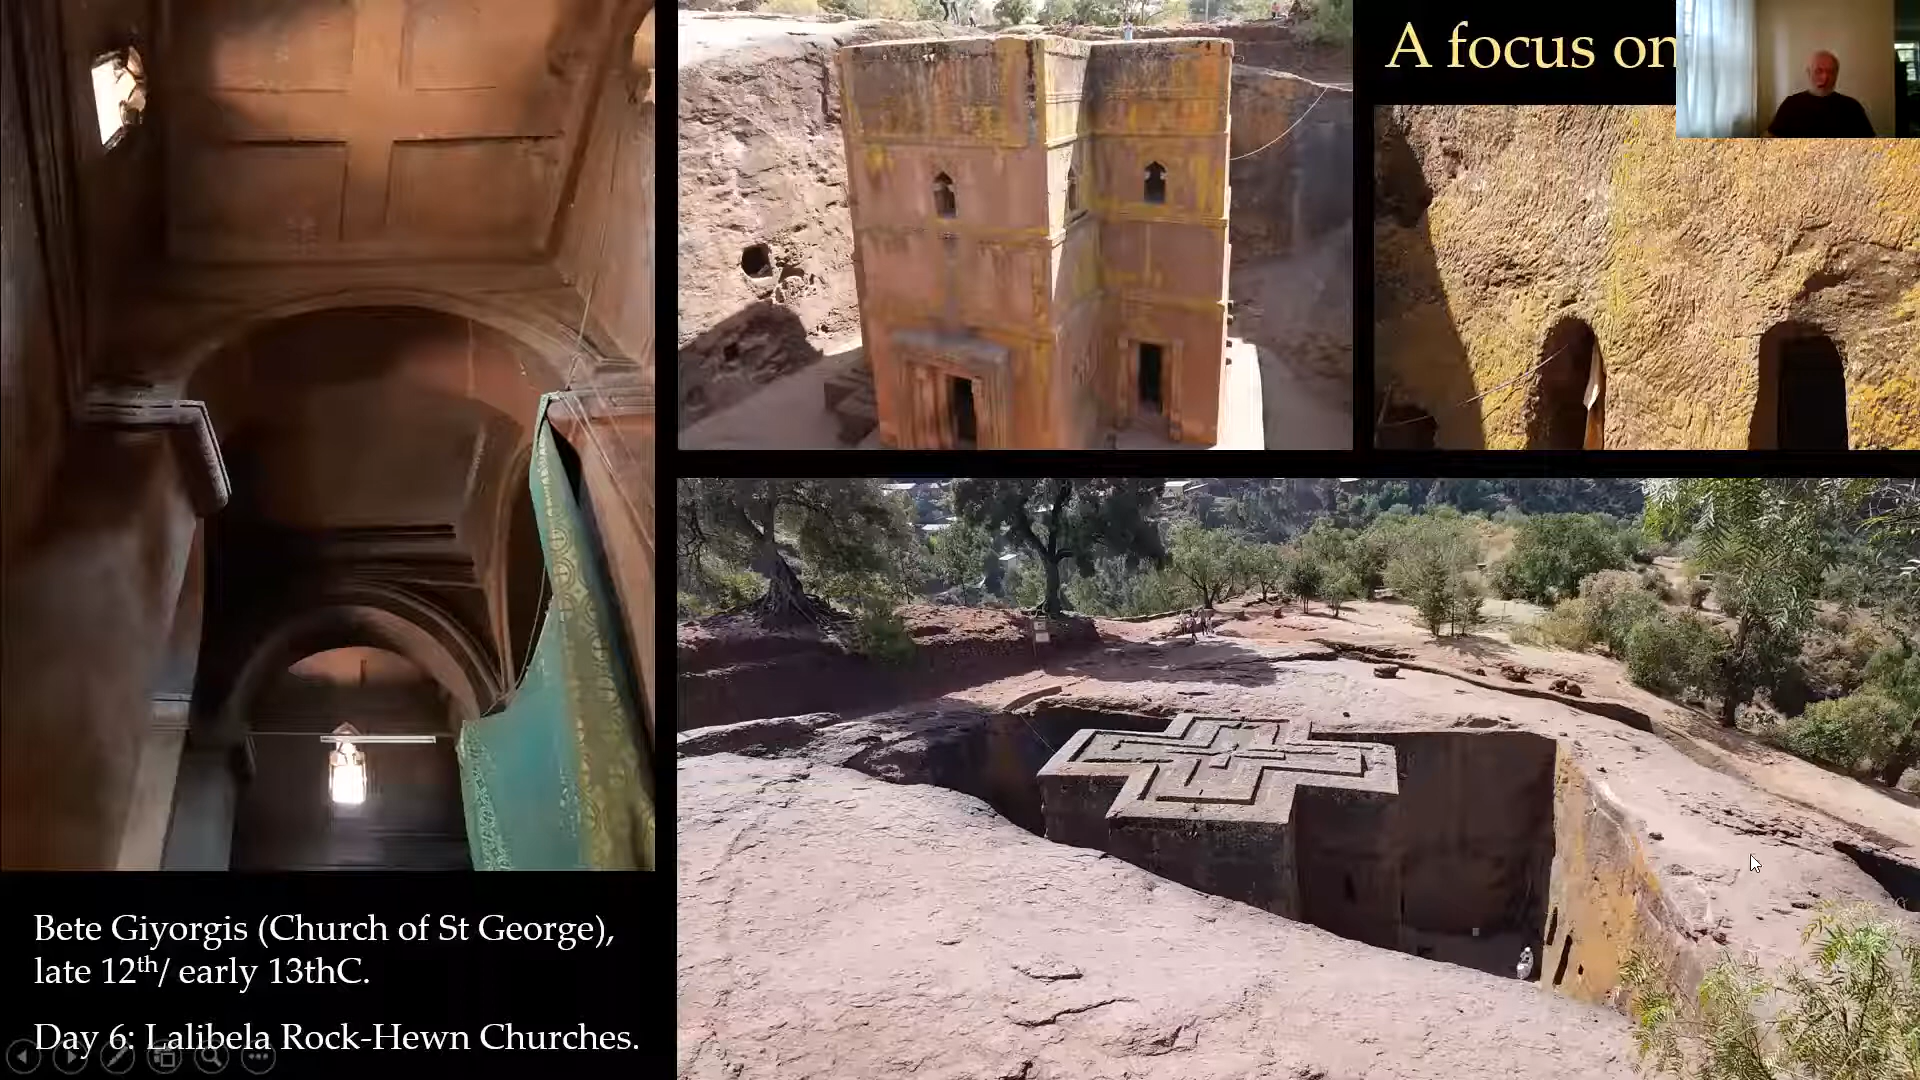 A focus on
Bete Giyorgis (Church of St George),
late 12th/ early 13thC.
Day 6: Lalibela Rock-Hewn Churches.